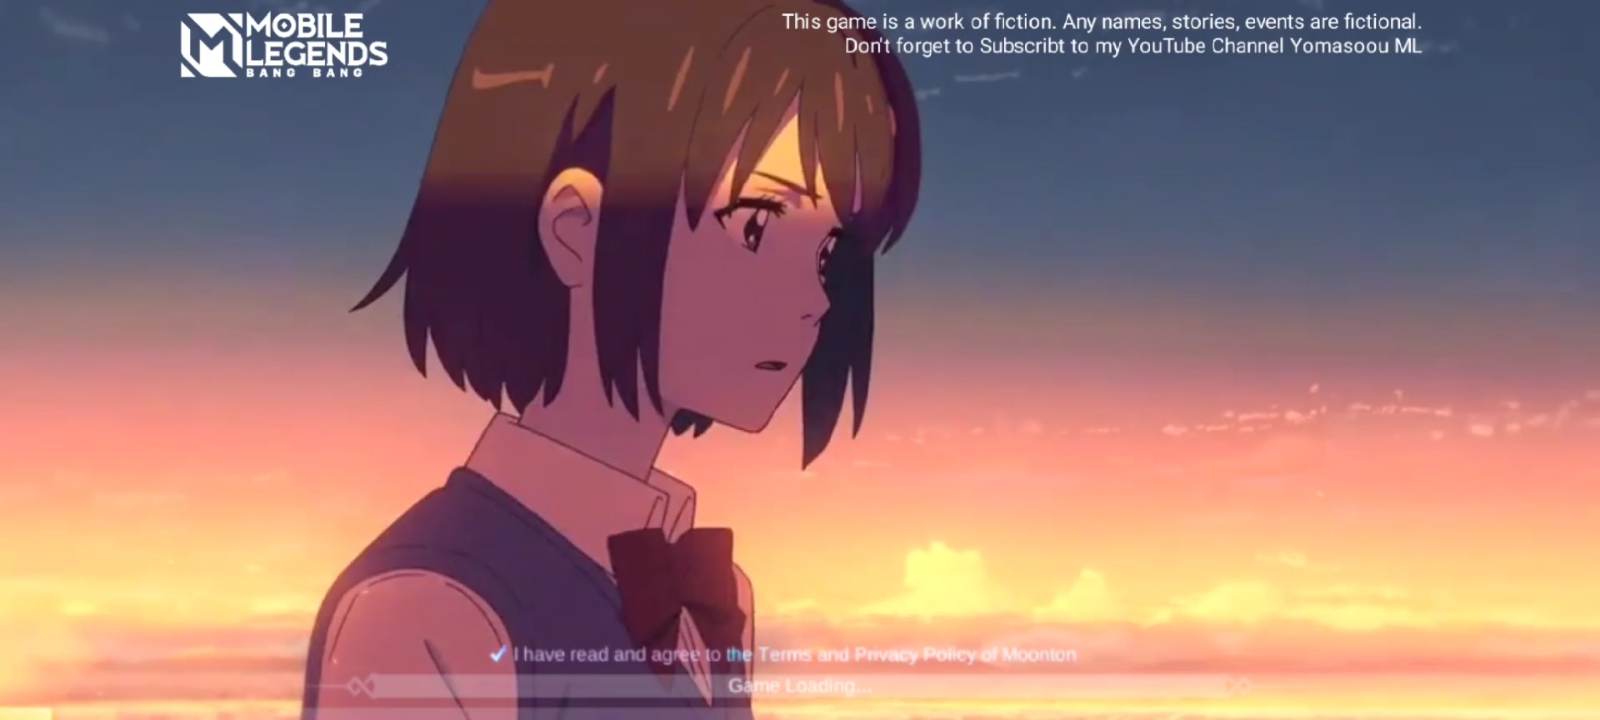 MOBILE
LEGENDS
BANG BANG
This game is a work of fiction. Any names, stories, events are fictional.
Don't forget to Subscribt to my YouTube Channel Yomasoou ML
I have read and agree to the Terms and Privacy Policy of Moonton
Game Loading...